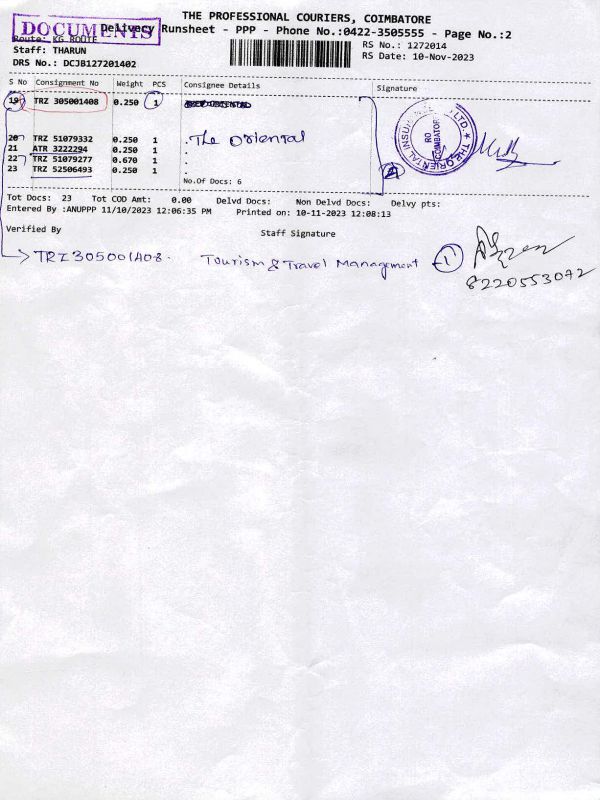 THE PROFESSIONAL COURIERS, COIMBATORE
DOCUMENTS
Delivery Runsheet - PPP - Phone No.:0422-3505555 - Page No.:2
Route: KG ROUTE
Staff: THARUN
DRS No.: DCJB127201402
RS No.: 1272014
RS Date: 10-Nov-2023
S No Consignment No Weight PCS Consignee Details Signature
19 TRZ 305001408 0.250 1
20 TRZ 51079332 0.250 1 . The Oriental
21 ATR 3222294 0.250 1 .
22 TRZ 51079277 0.670 1 .
23 TRZ 52506493 0.250 1 .
No.Of Docs: 6
THE ORIENTAL INSURANCE CO LTD
RO
COIMBATORE
Tot Docs: 23 Tot COD Amt: 0.00 Delvd Docs: Non Delvd Docs: Delvy pts:
Entered By :ANUPPP 11/10/2023 12:06:35 PM Printed on: 10-11-2023 12:08:13
Verified By Staff Signature
TRZ305001408. Tourism & Travel Management -1
8220553072